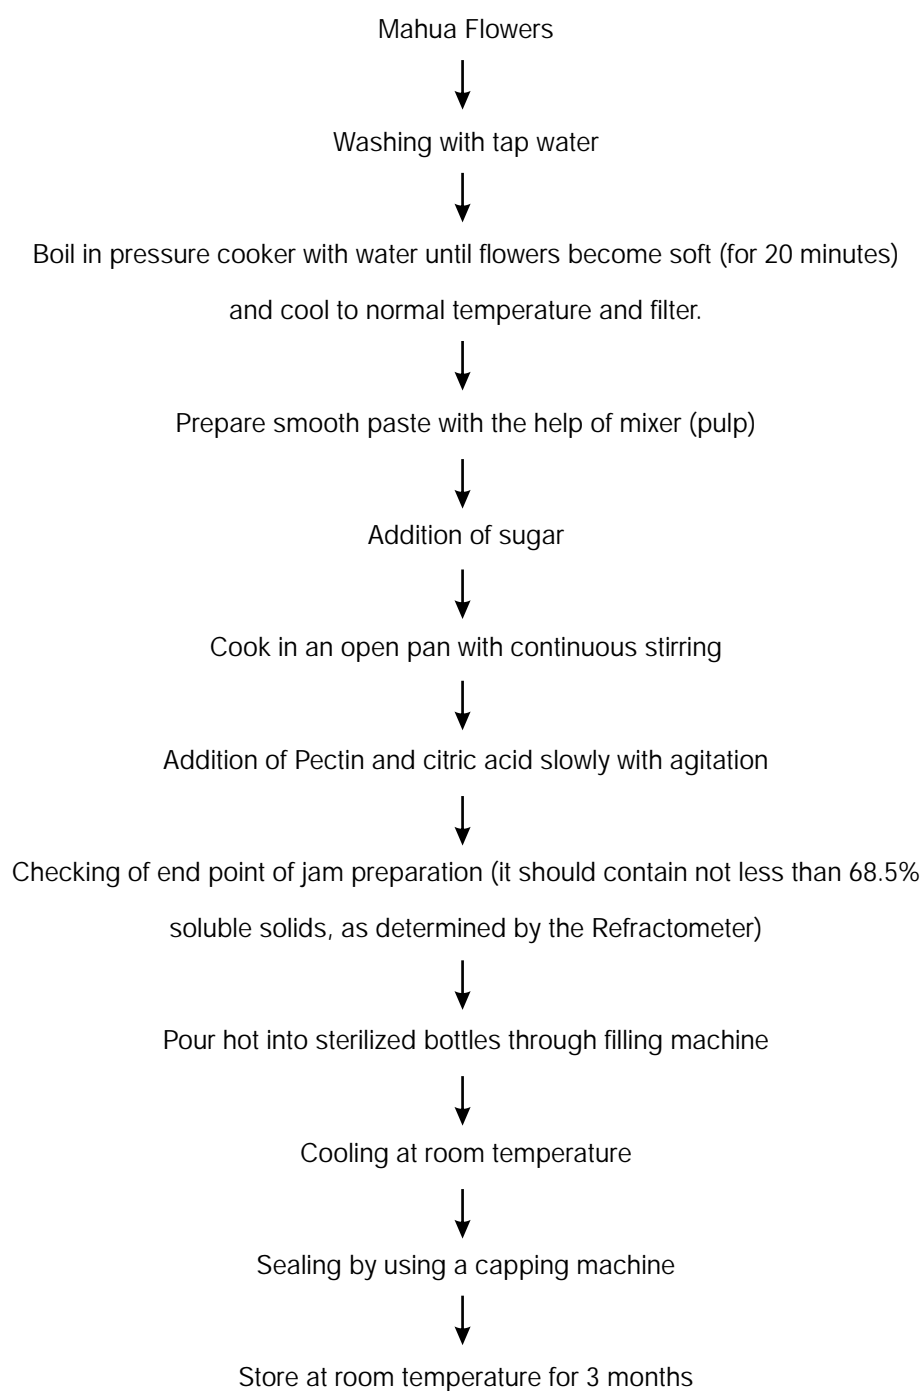 Mahua Flowers
Washing with tap water
Boil in pressure cooker with water until flowers become soft (for 20 minutes)
and cool to normal temperature and filter.
Prepare smooth paste with the help of mixer (pulp)
Addition of sugar
Cook in an open pan with continuous stirring
Addition of Pectin and citric acid slowly with agitation
Checking of end point of jam preparation (it should contain not less than 68.5%
soluble solids, as determined by the Refractometer)
Pour hot into sterilized bottles through filling machine
Cooling at room temperature
Sealing by using a capping machine
Store at room temperature for 3 months